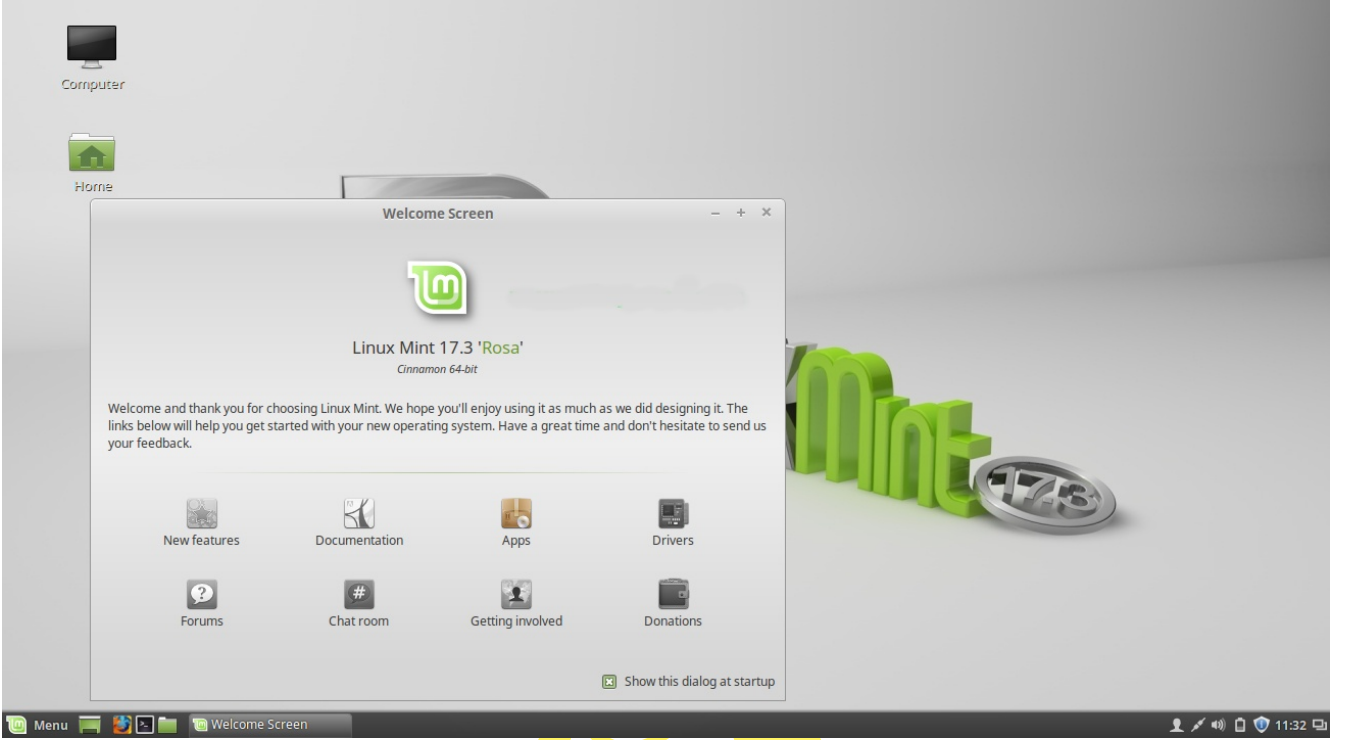 Computer
Home
Welcome Screen
Linux Mint 17.3 'Rosa'
Cinnamon 64-bit
Welcome and thank you for choosing Linux Mint. We hope you'll enjoy using it as much as we did designing it. The
links below will help you get started with your new operating system. Have a great time and don't hesitate to send us
your feedback.
New features Documentation Apps Drivers
Forums Chat room Getting involved Donations
Show this dialog at startup
Mint 17.3
Menu Welcome Screen 11:32